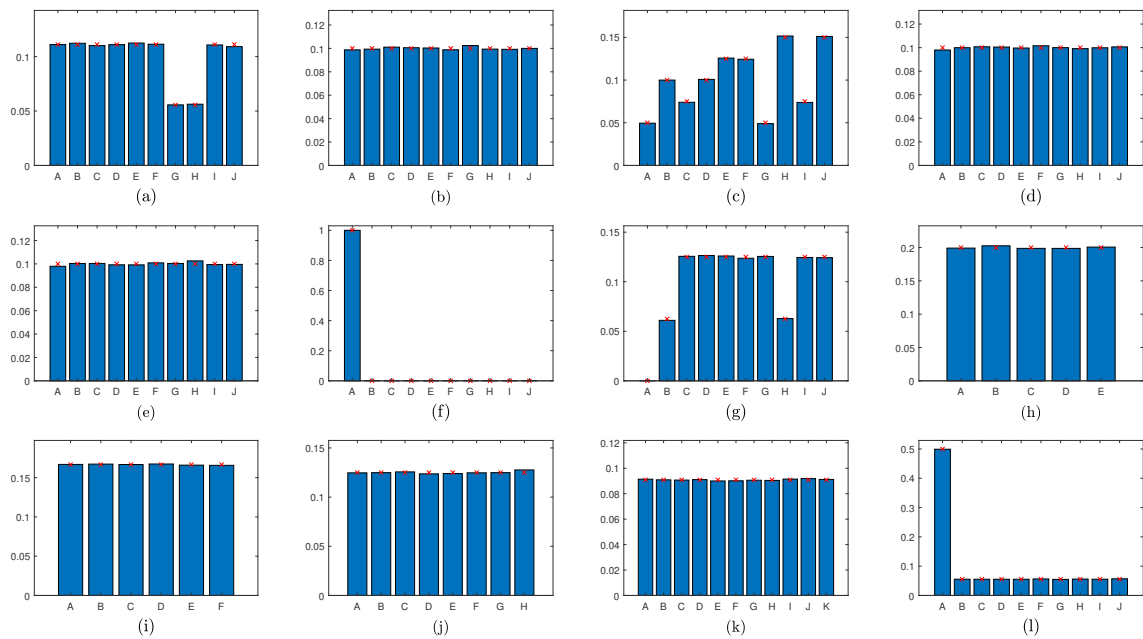 0.1
0.05
0
A B C D E F G H I J
(a)
0.12
0.1
0.08
0.06
0.04
0.02
0
A B C D E F G H I J
(b)
0.15
0.1
0.05
0
A B C D E F G H I J
(c)
0.12
0.1
0.08
0.06
0.04
0.02
0
A B C D E F G H I J
(d)
0.12
0.1
0.08
0.06
0.04
0.02
0
A B C D E F G H I J
(e)
1
0.8
0.6
0.4
0.2
0
A B C D E F G H I J
(f)
0.15
0.1
0.05
0
A B C D E F G H I J
(g)
0.2
0.15
0.1
0.05
0
A B C D E
(h)
0.15
0.1
0.05
0
A B C D E F
(i)
0.15
0.1
0.05
0
A B C D E F G H
(j)
0.12
0.1
0.08
0.06
0.04
0.02
0
A B C D E F G H I J K
(k)
0.5
0.4
0.3
0.2
0.1
0
A B C D E F G H I J
(l)